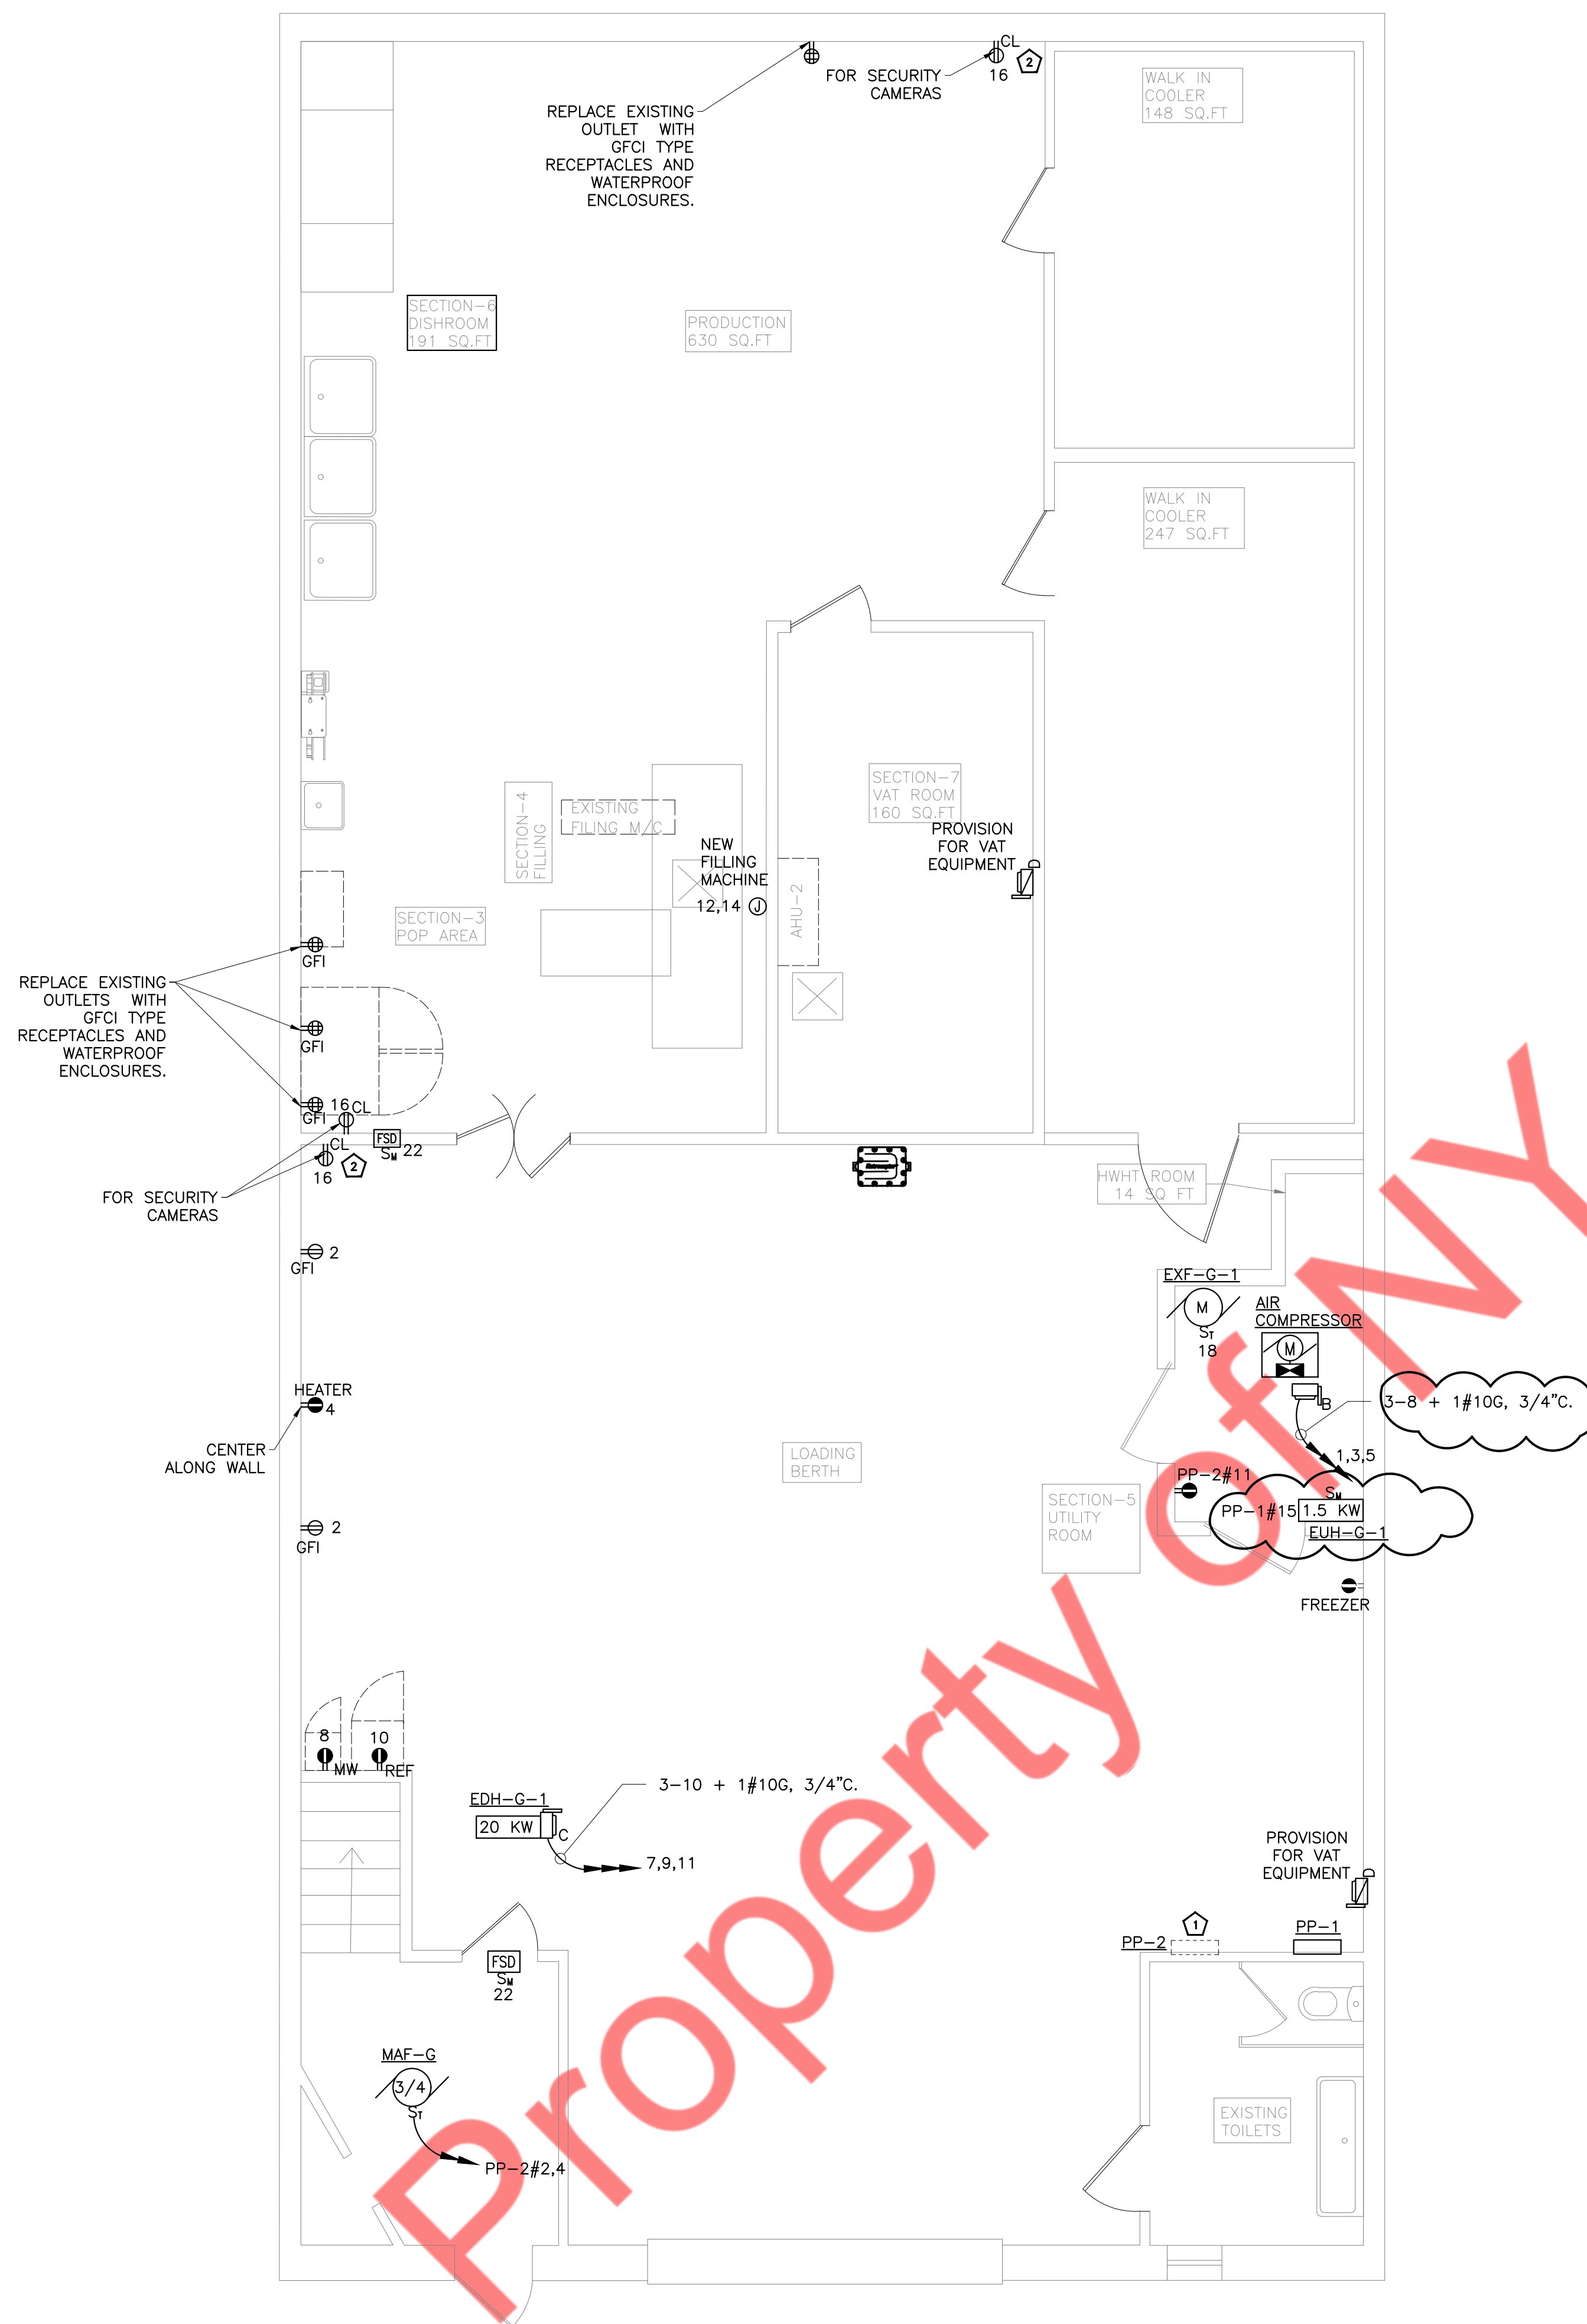 CL
FOR SECURITY
CAMERAS
16
2
WALK IN
COOLER
148 SQ.FT
REPLACE EXISTING
OUTLET WITH
GFCI TYPE
RECEPTACLES AND
WATERPROOF
ENCLOSURES.
SECTION-6
DISHROOM
191 SQ.FT
PRODUCTION
630 SQ.FT
WALK IN
COOLER
247 SQ.FT
SECTION-4
FILLING
EXISTING
FILING M/C
SECTION-7
VAT ROOM
160 SQ.FT
PROVISION
FOR VAT
EQUIPMENT
D
NEW
FILLING
MACHINE
12,14
J
AHU-2
SECTION-3
POP AREA
GFI
REPLACE EXISTING
OUTLETS WITH
GFCI TYPE
RECEPTACLES AND
WATERPROOF
ENCLOSURES.
GFI
16 CL
GFI
CL
FSD
SM 22
16
2
FOR SECURITY
CAMERAS
HWHT ROOM
14 SQ FT
2
GFI
EXF-G-1
M
ST
18
AIR
COMPRESSOR
M
B
3-8 + 1#10G, 3/4"C.
1,3,5
HEATER
4
CENTER
ALONG WALL
LOADING
BERTH
PP-2#11
SM
PP-1#15
1.5 KW
EUH-G-1
SECTION-5
UTILITY
ROOM
2
GFI
FREEZER
8
10
MW
REF
EDH-G-1
20 KW
C
3-10 + 1#10G, 3/4"C.
7,9,11
PROVISION
FOR VAT
EQUIPMENT
D
1
PP-2
PP-1
FSD
SM
22
MAF-G
3/4
ST
PP-2#2,4
EXISTING
TOILETS
Property of NY